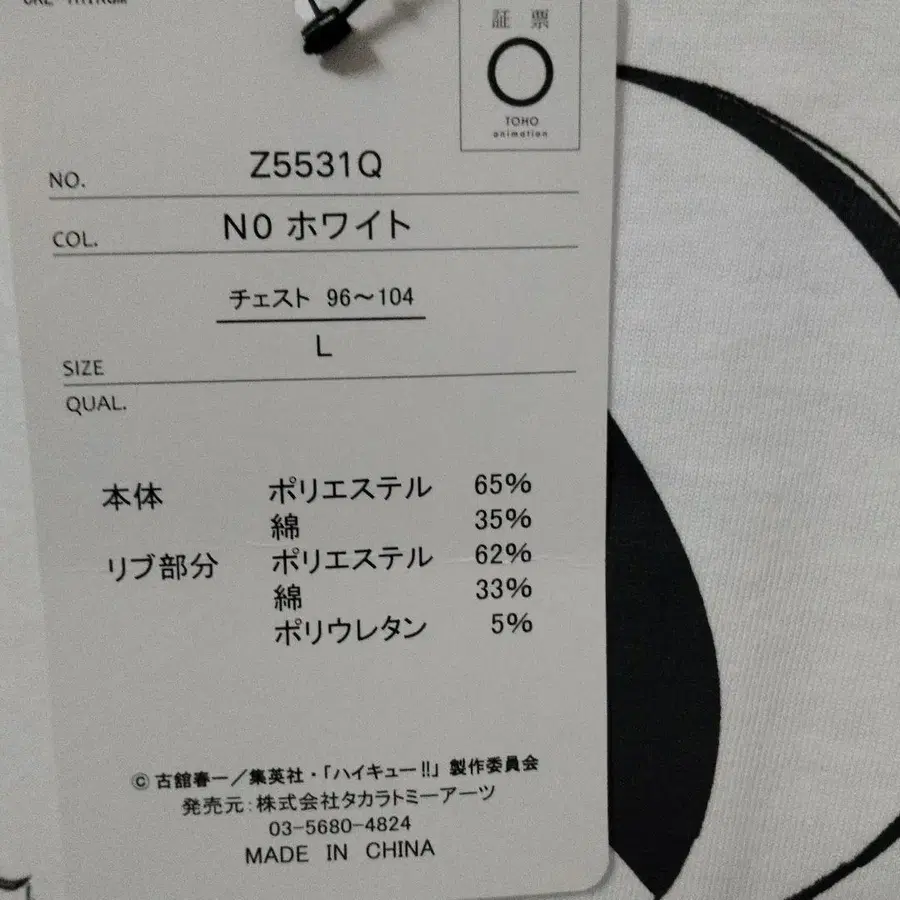 証 票
TOHO
animation
NO. Z5531Q
COL. N0 ホワイト
チェスト 96～104
L
SIZE
QUAL.
本体 ポリエステル 65%
綿 35%
リブ部分 ポリエステル 62%
綿 33%
ポリウレタン 5%
© 古舘春一／集英社・「ハイキュー!!」製作委員会
発売元:株式会社タカラトミーアーツ
03-5680-4824
MADE IN CHINA